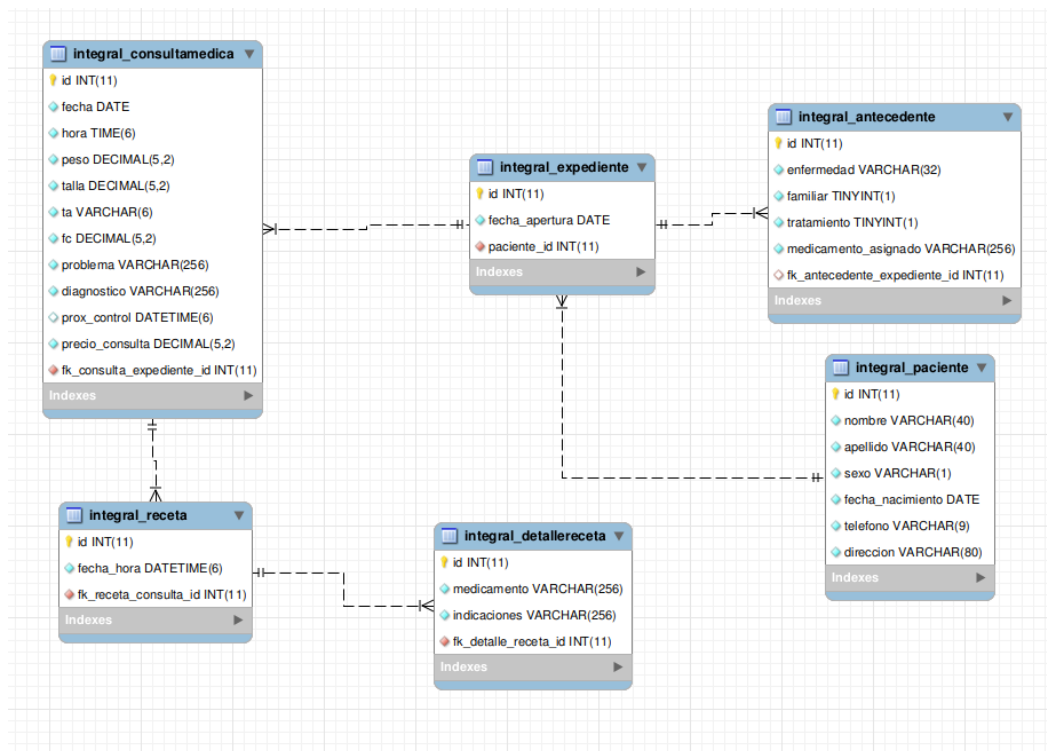 integral_consultamedica
id INT(11)
fecha DATE
hora TIME(6)
peso DECIMAL(5,2)
talla DECIMAL(5,2)
ta VARCHAR(6)
fc DECIMAL(5,2)
problema VARCHAR(256)
diagnostico VARCHAR(256)
prox_control DATETIME(6)
precio_consulta DECIMAL(5,2)
fk_consulta_expediente_id INT(11)
Indexes
integral_expediente
id INT(11)
fecha_apertura DATE
paciente_id INT(11)
Indexes
integral_antecedente
id INT(11)
enfermedad VARCHAR(32)
familiar TINYINT(1)
tratamiento TINYINT(1)
medicamento_asignado VARCHAR(256)
fk_antecedente_expediente_id INT(11)
Indexes
integral_paciente
id INT(11)
nombre VARCHAR(40)
apellido VARCHAR(40)
sexo VARCHAR(1)
fecha_nacimiento DATE
telefono VARCHAR(9)
direccion VARCHAR(80)
Indexes
integral_receta
id INT(11)
fecha_hora DATETIME(6)
fk_receta_consulta_id INT(11)
Indexes
integral_detallereceta
id INT(11)
medicamento VARCHAR(256)
indicaciones VARCHAR(256)
fk_detalle_receta_id INT(11)
Indexes